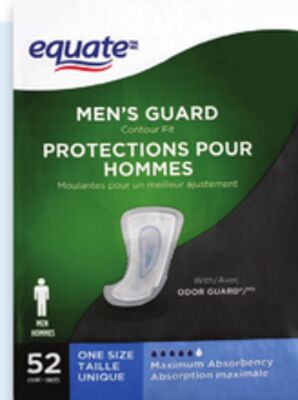 equate
MEN'S GUARD
Contour Fit
PROTECTIONS POUR
HOMMES
Moulantes pour un meilleur ajustement
With/Avec
ODOR GUARD
MEN
HOMMES
52
ONE SIZE
TAILLE
UNIQUE
Maximum Absorbency
Absorption maximale